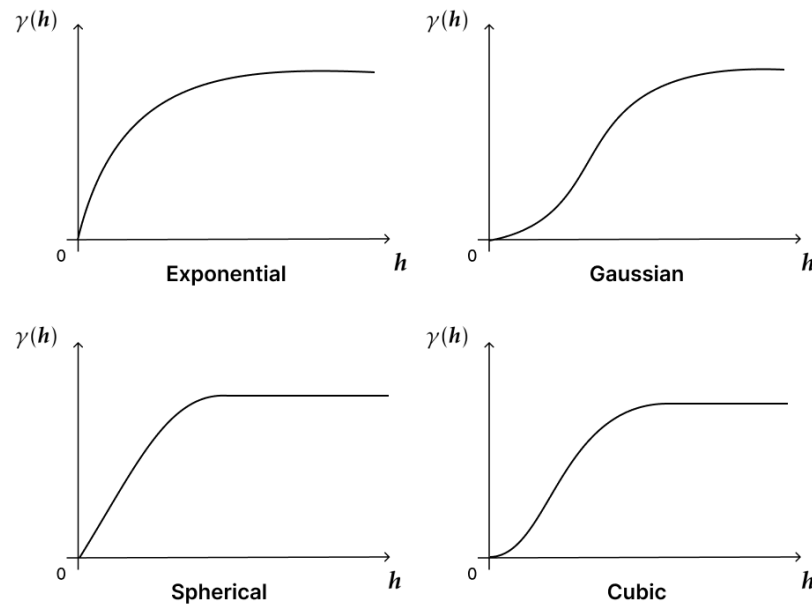 γ(h)
0
Exponential
h
γ(h)
0
Gaussian
h
γ(h)
0
Spherical
h
γ(h)
0
Cubic
h